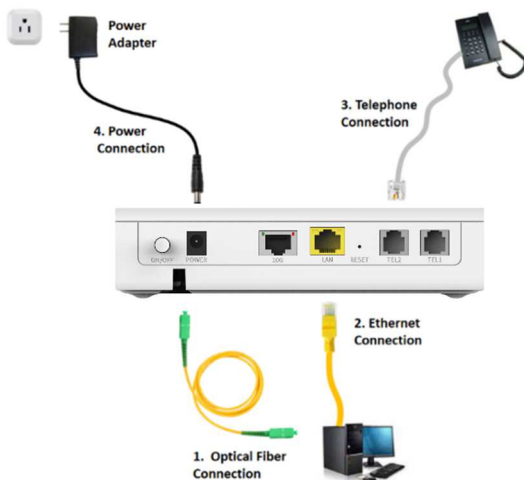 Power
Adapter
3. Telephone
Connection
4. Power
Connection
ON/OFF
POWER
10G
LAN
RESET
TEL2
TEL1
2. Ethernet
Connection
1. Optical Fiber
Connection